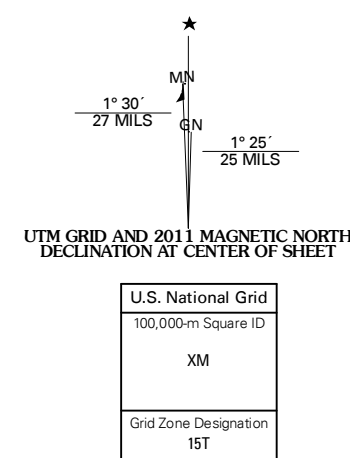 ★
MN
1° 30´
27 MILS
GN
1° 25´
25 MILS
UTM GRID AND 2011 MAGNETIC NORTH
DECLINATION AT CENTER OF SHEET
U.S. National Grid
100,000-m Square ID
XM
Grid Zone Designation
15T